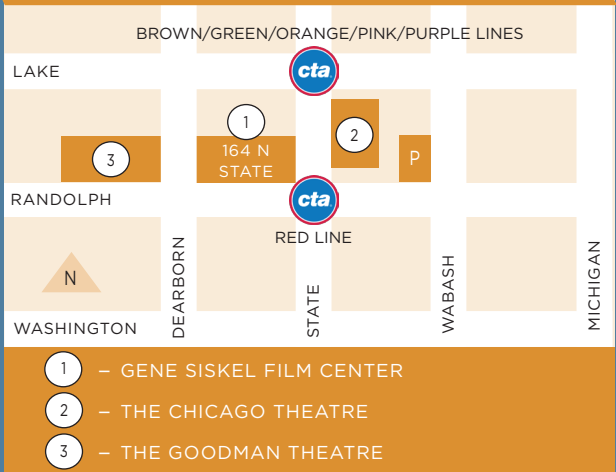 BROWN/GREEN/ORANGE/PINK/PURPLE LINES
LAKE
cta
1
2
3
164 N
STATE
P
RANDOLPH
cta
RED LINE
N
DEARBORN
STATE
WABASH
MICHIGAN
WASHINGTON
1 – GENE SISKEL FILM CENTER
2 – THE CHICAGO THEATRE
3 – THE GOODMAN THEATRE